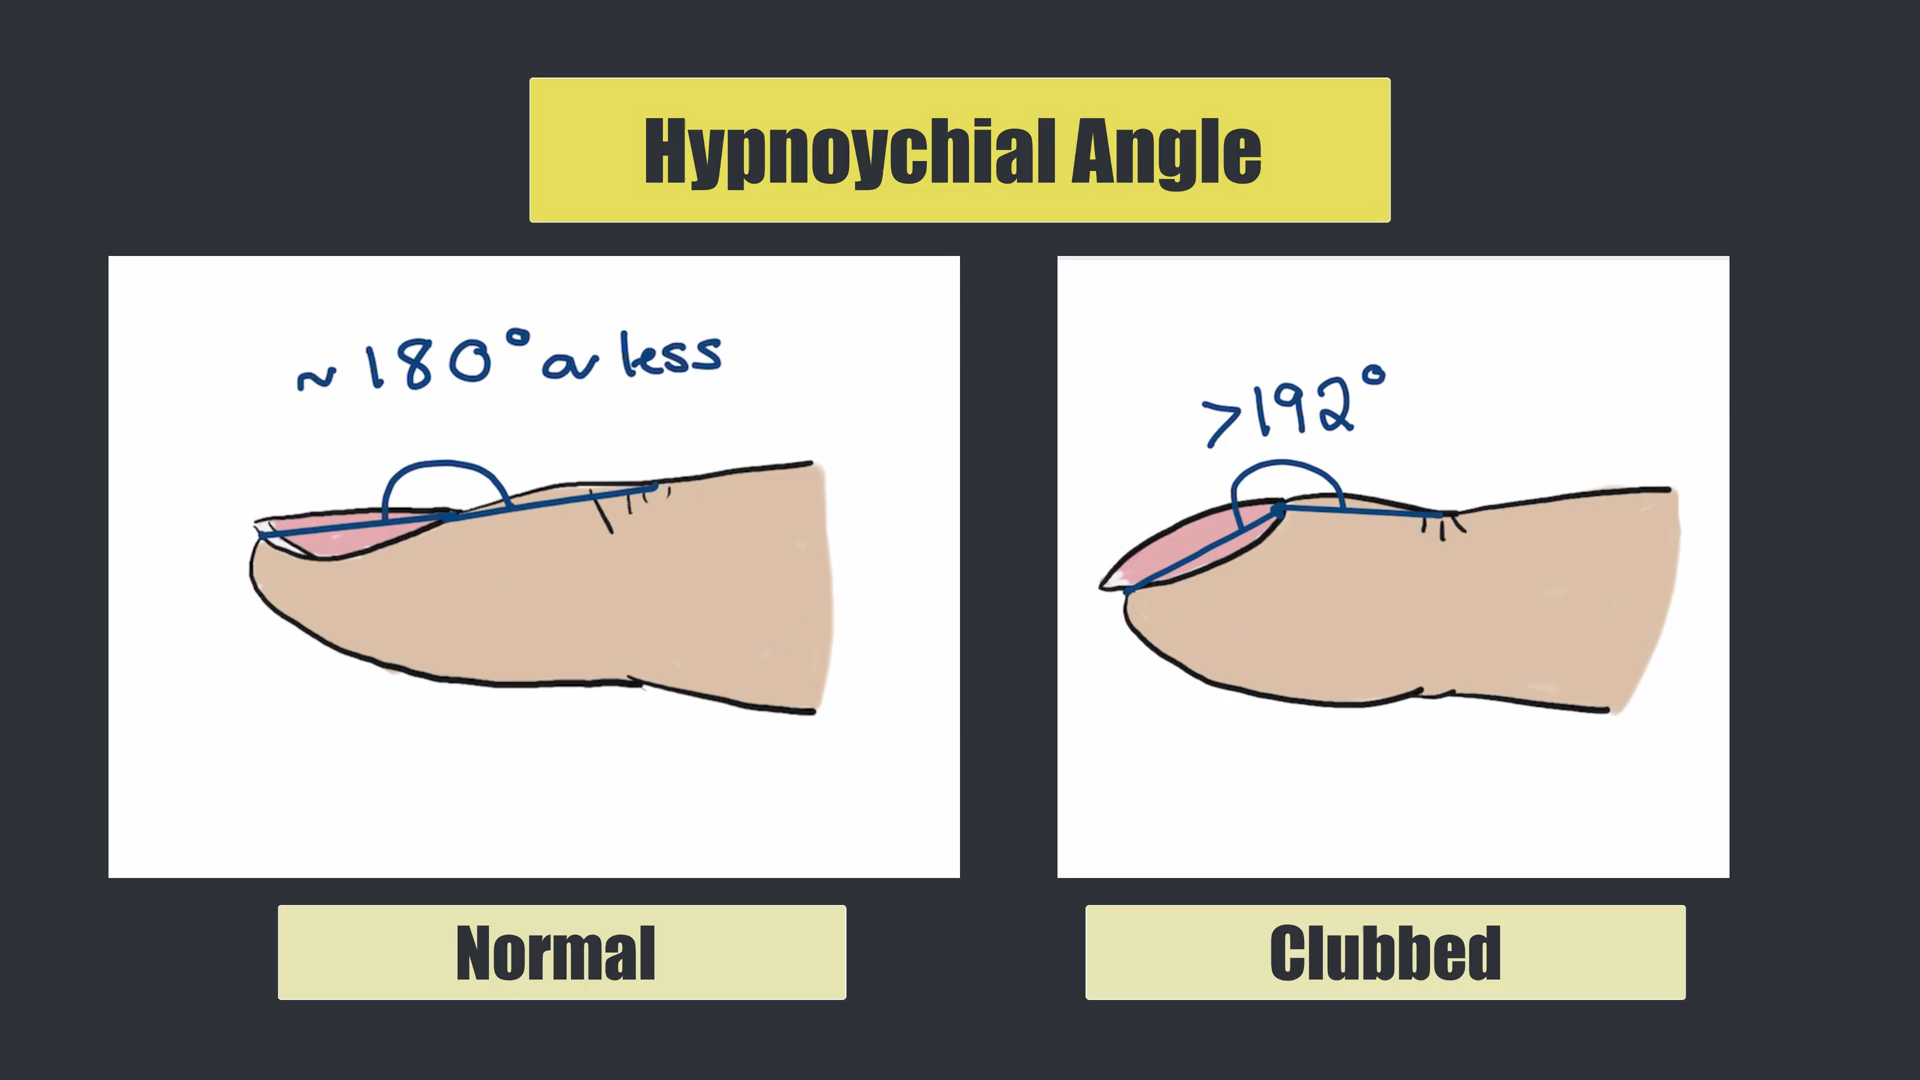 Hypnoychial Angle
~180° or less
>192°
Normal
Clubbed